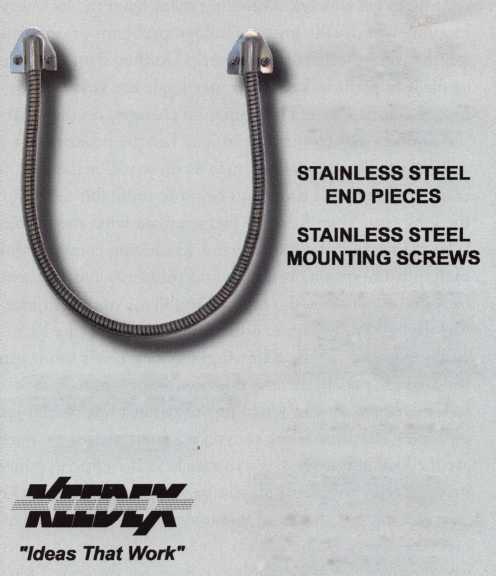 STAINLESS STEEL
END PIECES
STAINLESS STEEL
MOUNTING SCREWS
KEEDEX
"Ideas That Work"